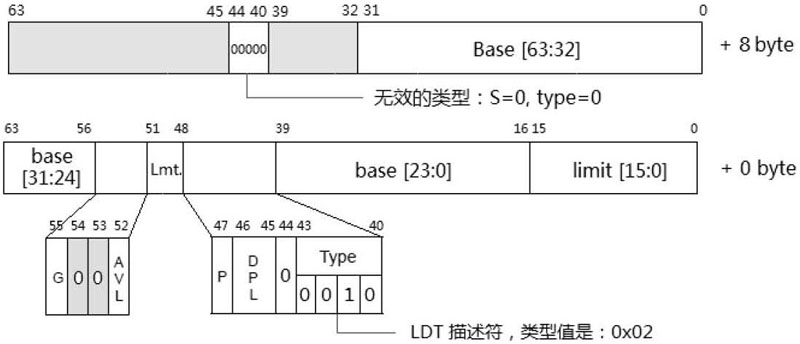 63 45 44 40 39 32 31 0
00000 Base [63:32] + 8 byte
无效的类型：S=0, type=0
63 56 51 48 39 16 15 0
base [31:24] Lmt. base [23:0] limit [15:0] + 0 byte
55 54 53 52 47 46 45 44 43 40
G 0 0 AVL P DPL 0 Type
0 0 1 0
LDT 描述符，类型值是：0x02